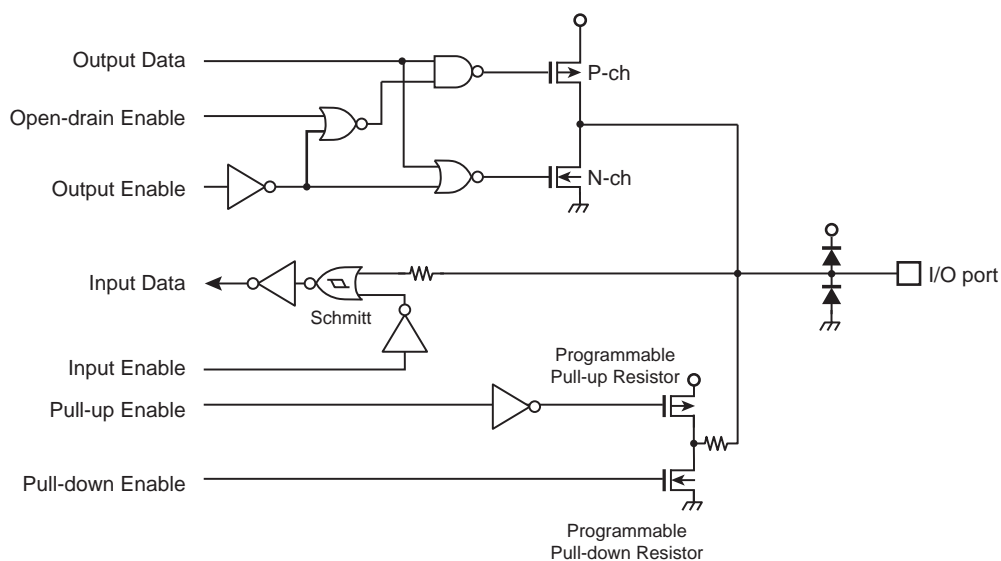 Output Data
P-ch
Open-drain Enable
Output Enable
N-ch
Input Data
Schmitt
I/O port
Input Enable
Programmable
Pull-up Resistor
Pull-up Enable
Pull-down Enable
Programmable
Pull-down Resistor